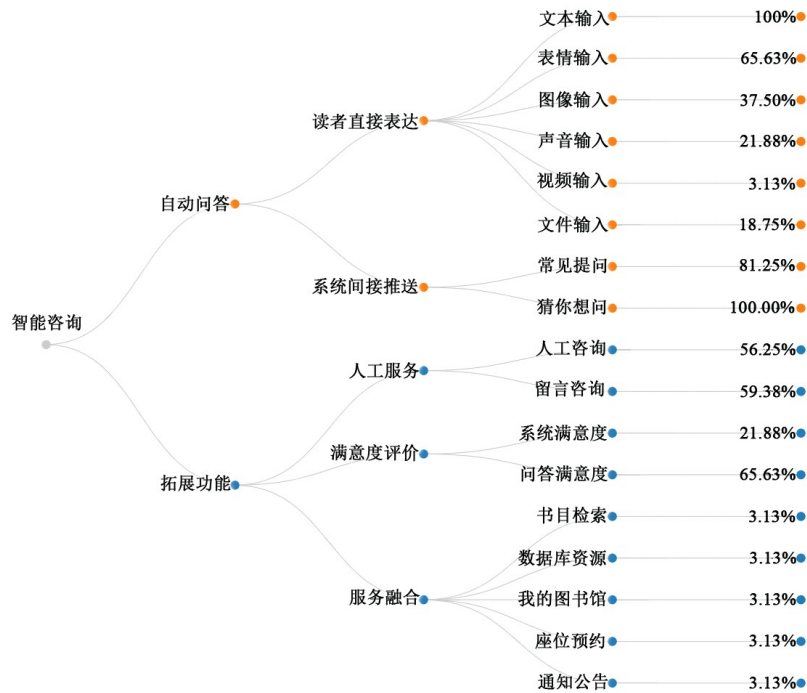 文本输入 100%
表情输入 65.63%
图像输入 37.50%
读者直接表达
声音输入 21.88%
视频输入 3.13%
自动问答
文件输入 18.75%
常见提问 81.25%
系统间接推送
猜你想问 100.00%
智能咨询
人工咨询 56.25%
人工服务
留言咨询 59.38%
系统满意度 21.88%
满意度评价
问答满意度 65.63%
拓展功能
书目检索 3.13%
数据库资源 3.13%
服务融合
我的图书馆 3.13%
座位预约 3.13%
通知公告 3.13%